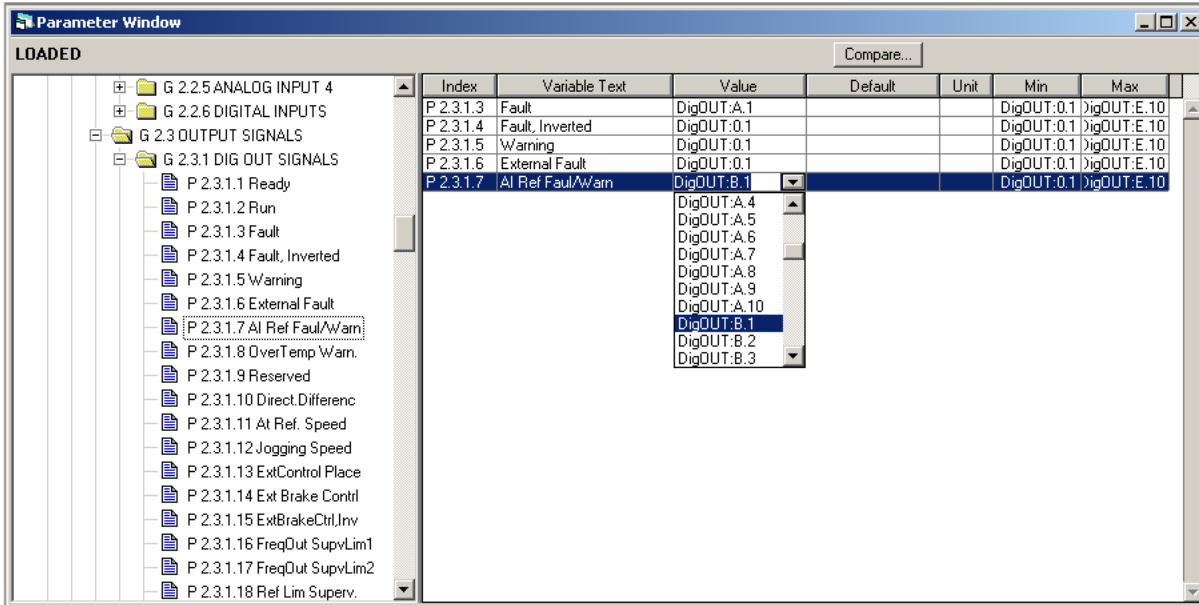 Parameter Window
LOADED
Compare...
G 2.2.5 ANALOG INPUT 4
G 2.2.6 DIGITAL INPUTS
G 2.3 OUTPUT SIGNALS
G 2.3.1 DIG OUT SIGNALS
P 2.3.1.1 Ready
P 2.3.1.2 Run
P 2.3.1.3 Fault
P 2.3.1.4 Fault, Inverted
P 2.3.1.5 Warning
P 2.3.1.6 External Fault
P 2.3.1.7 AI Ref Faul/Warn
P 2.3.1.8 OverTemp Warn.
P 2.3.1.9 Reserved
P 2.3.1.10 Direct.Differenc
P 2.3.1.11 At Ref. Speed
P 2.3.1.12 Jogging Speed
P 2.3.1.13 ExtControl Place
P 2.3.1.14 Ext Brake Contrl
P 2.3.1.15 ExtBrakeCtrl,Inv
P 2.3.1.16 FreqOut SupvLim1
P 2.3.1.17 FreqOut SupvLim2
P 2.3.1.18 Ref Lim Superv.
Index Variable Text Value Default Unit Min Max
P 2.3.1.3 Fault DigOUT:A.1 DigOUT:0.1 DigOUT:E.10
P 2.3.1.4 Fault, Inverted DigOUT:0.1 DigOUT:0.1 DigOUT:E.10
P 2.3.1.5 Warning DigOUT:0.1 DigOUT:0.1 DigOUT:E.10
P 2.3.1.6 External Fault DigOUT:0.1 DigOUT:0.1 DigOUT:E.10
P 2.3.1.7 AI Ref Faul/Warn DigOUT:B.1 DigOUT:0.1 DigOUT:E.10
DigOUT:A.4
DigOUT:A.5
DigOUT:A.6
DigOUT:A.7
DigOUT:A.8
DigOUT:A.9
DigOUT:A.10
DigOUT:B.1
DigOUT:B.2
DigOUT:B.3